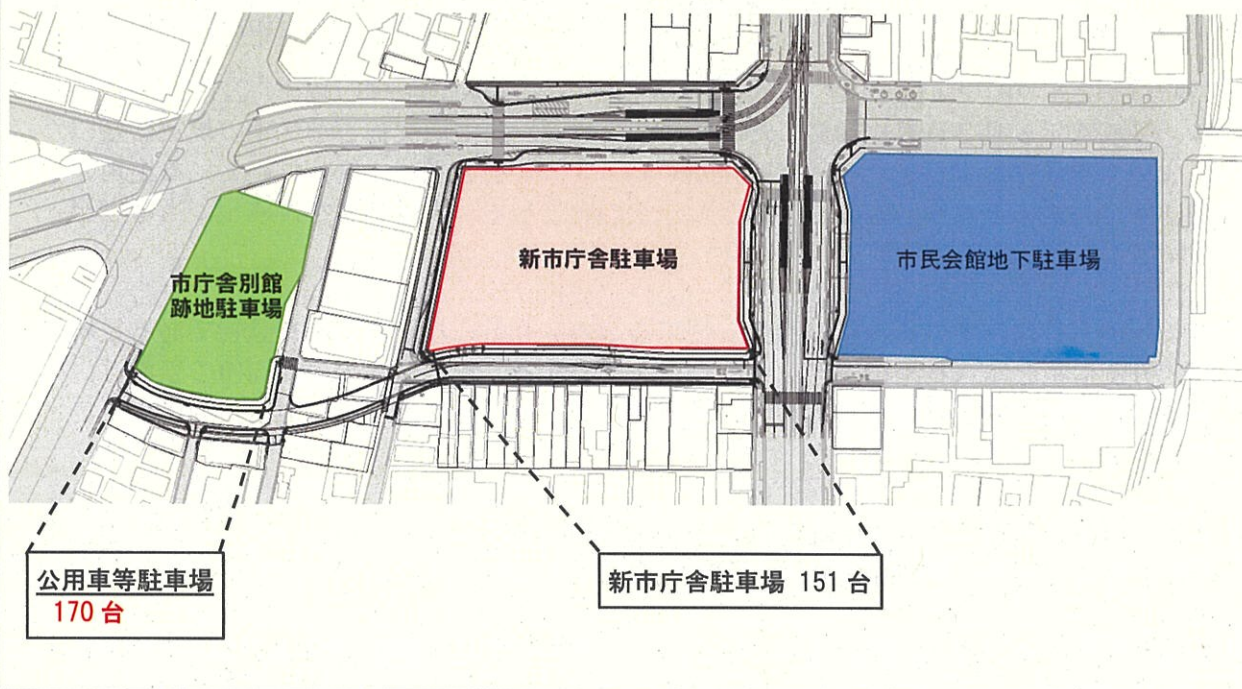 市庁舎別館
跡地駐車場
新市庁舎駐車場
市民会館地下駐車場
公用車等駐車場
170 台
新市庁舎駐車場 151 台